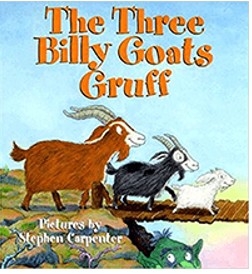 The Three
Billy Goats
Gruff
Pictures by
Stephen Carpenter